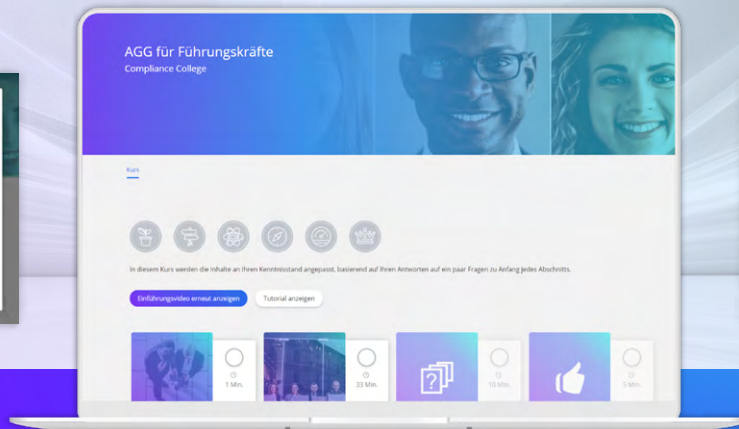 AGG für Führungskräfte
Compliance College
Kurs
In diesem Kurs werden die Inhalte an Ihren Kenntnisstand angepasst, basierend auf Ihren Antworten auf ein paar Fragen zu Anfang jedes Abschnitts.
Einführungsvideo erneut anzeigen
Tutorial anzeigen
1 Min.
33 Min.
10 Min.
5 Min.